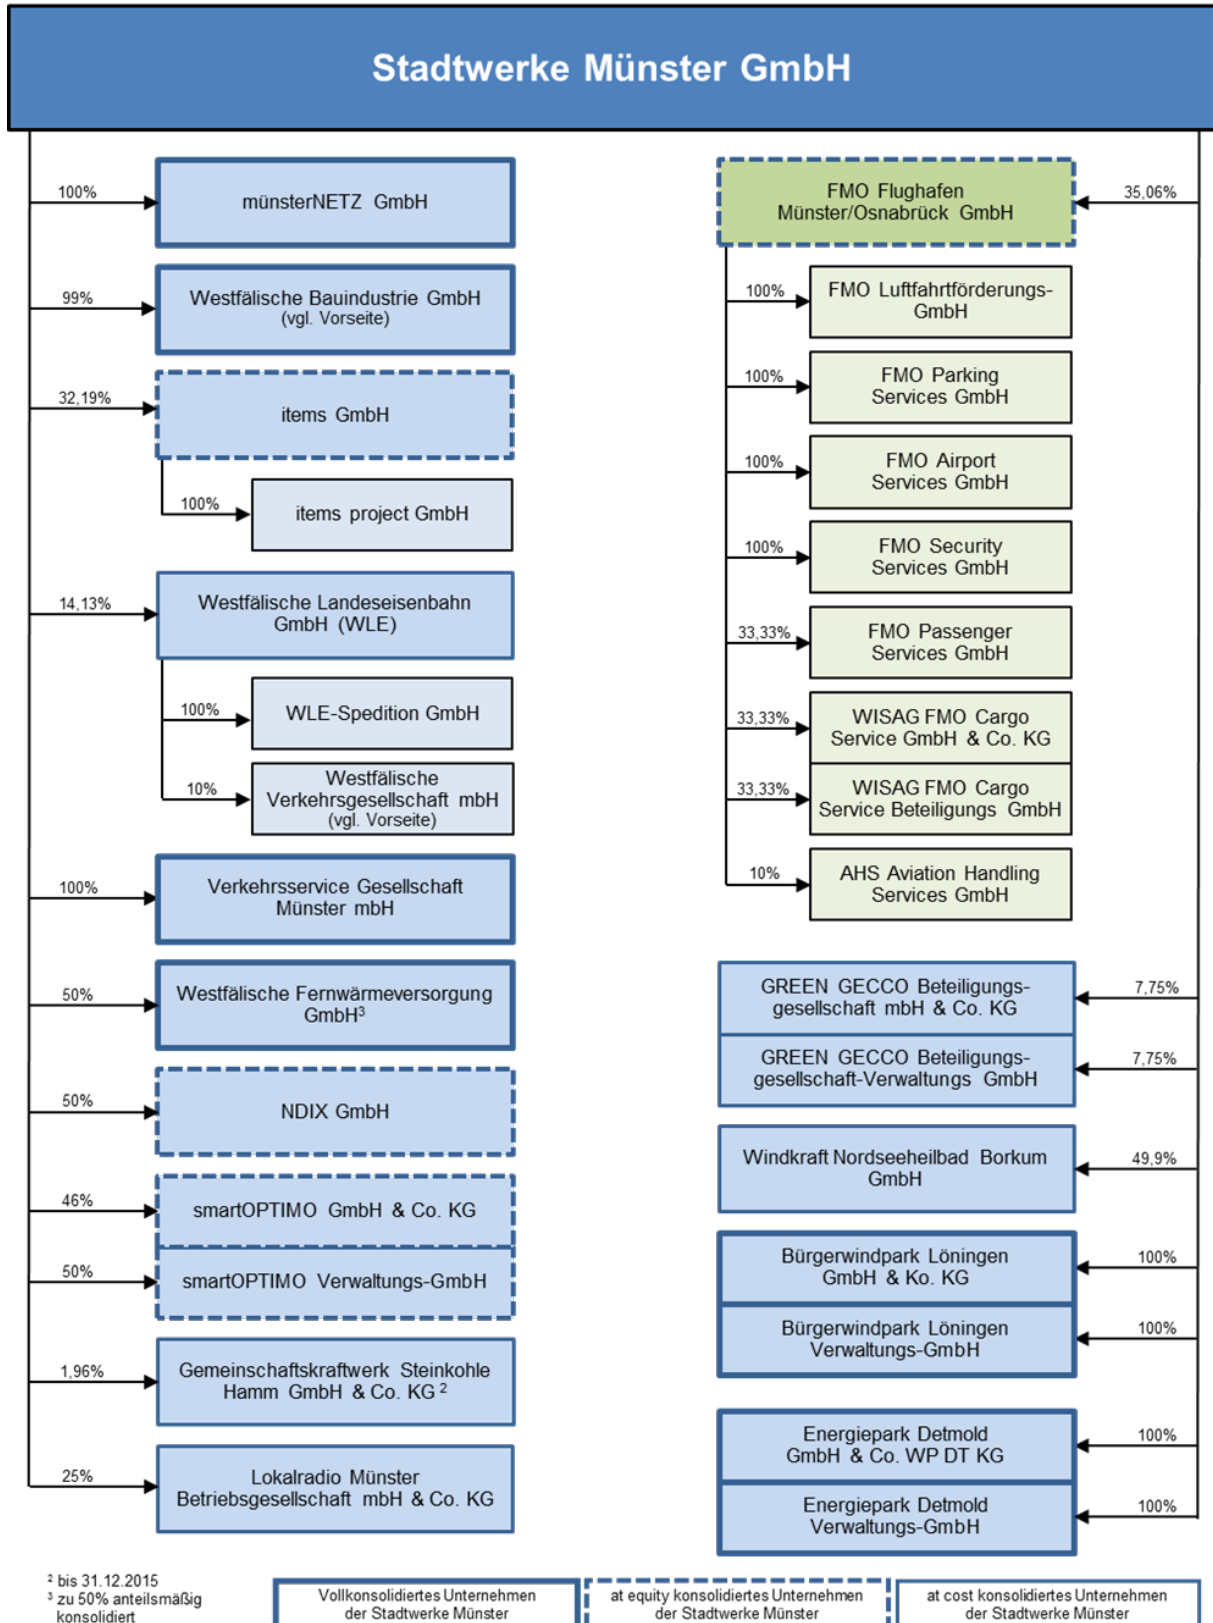 Stadtwerke Münster GmbH
100%
münsterNETZ GmbH
99%
Westfälische Bauindustrie GmbH
(vgl. Vorseite)
32,19%
items GmbH
100%
items project GmbH
14,13%
Westfälische Landeseisenbahn
GmbH (WLE)
100%
WLE-Spedition GmbH
10%
Westfälische
Verkehrsgesellschaft mbH
(vgl. Vorseite)
100%
Verkehrsservice Gesellschaft
Münster mbH
50%
Westfälische Fernwärmeversorgung
GmbH³
50%
NDIX GmbH
46%
smartOPTIMO GmbH & Co. KG
50%
smartOPTIMO Verwaltungs-GmbH
1,96%
Gemeinschaftskraftwerk Steinkohle
Hamm GmbH & Co. KG ²
25%
Lokalradio Münster
Betriebsgesellschaft mbH & Co. KG
FMO Flughafen
Münster/Osnabrück GmbH
35,06%
100%
FMO Luftfahrtförderungs-
GmbH
100%
FMO Parking
Services GmbH
100%
FMO Airport
Services GmbH
100%
FMO Security
Services GmbH
33,33%
FMO Passenger
Services GmbH
33,33%
WISAG FMO Cargo
Service GmbH & Co. KG
33,33%
WISAG FMO Cargo
Service Beteiligungs GmbH
10%
AHS Aviation Handling
Services GmbH
GREEN GECCO Beteiligungs-
gesellschaft mbH & Co. KG
7,75%
GREEN GECCO Beteiligungs-
gesellschaft-Verwaltungs GmbH
7,75%
Windkraft Nordseeheilbad Borkum
GmbH
49,9%
Bürgerwindpark Löningen
GmbH & Ko. KG
100%
Bürgerwindpark Löningen
Verwaltungs-GmbH
100%
Energiepark Detmold
GmbH & Co. WP DT KG
100%
Energiepark Detmold
Verwaltungs-GmbH
100%
² bis 31.12.2015
³ zu 50% anteilsmäßig
konsolidiert
Vollkonsolidiertes Unternehmen
der Stadtwerke Münster
at equity konsolidiertes Unternehmen
der Stadtwerke Münster
at cost konsolidiertes Unternehmen
der Stadtwerke Münster